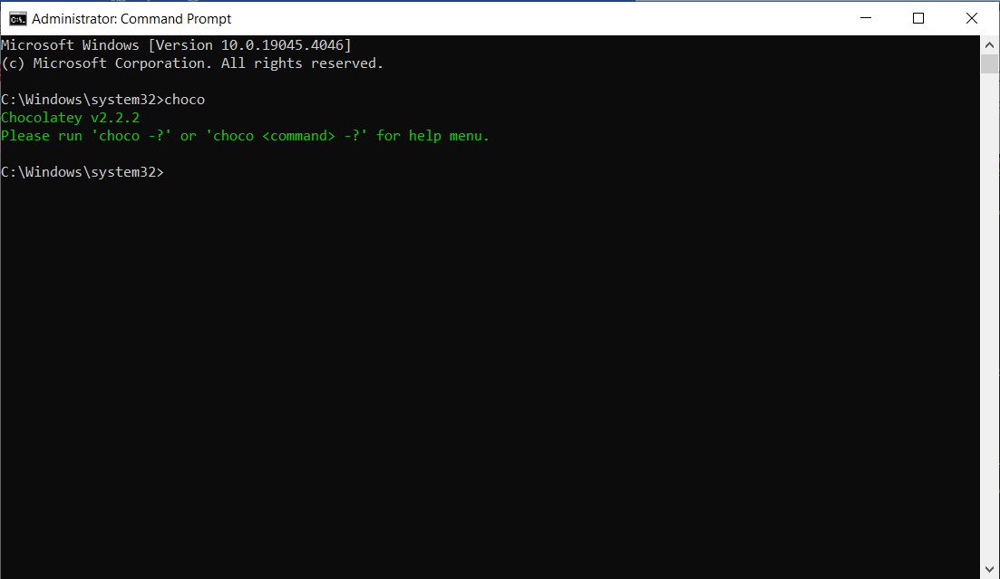 Administrator: Command Prompt
Microsoft Windows [Version 10.0.19045.4046]
(c) Microsoft Corporation. All rights reserved.
C:\Windows\system32>choco
Chocolatey v2.2.2
Please run 'choco -?' or 'choco <command> -?' for help menu.
C:\Windows\system32>